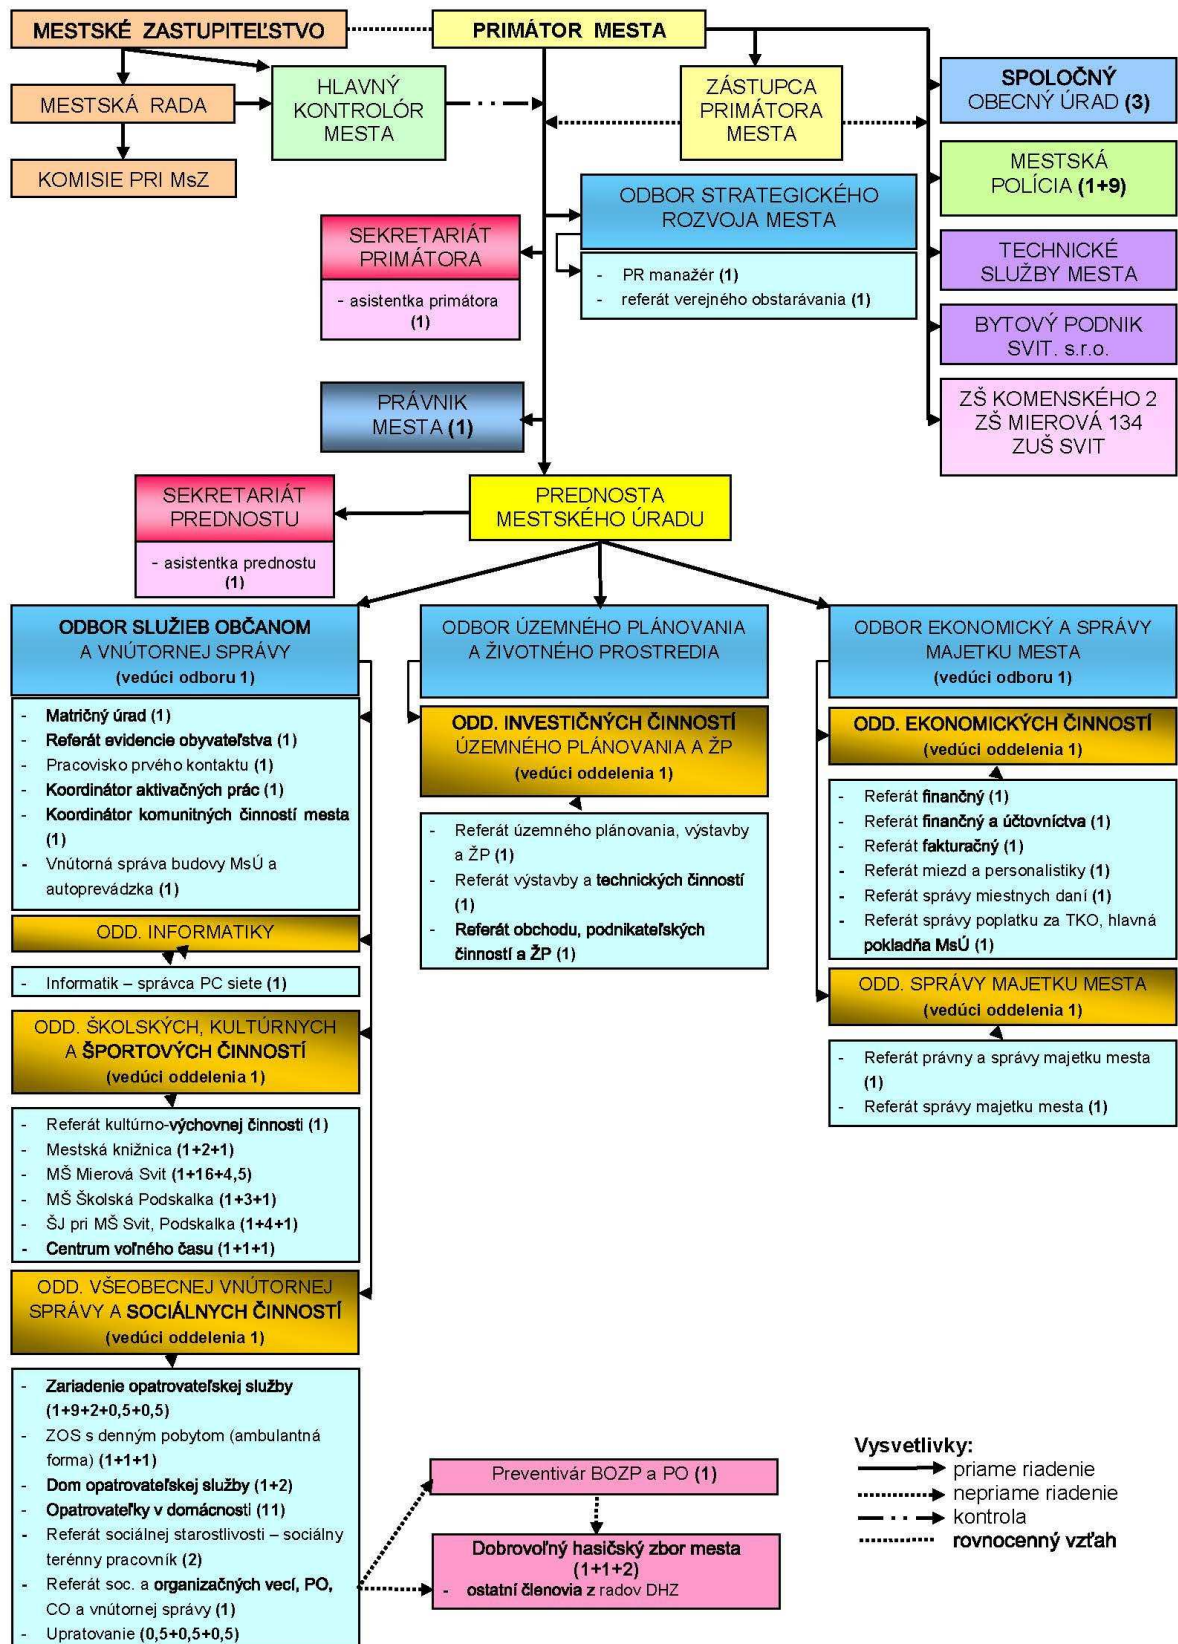 MESTSKÉ ZASTUPITEĽSTVO
PRIMÁTOR MESTA
MESTSKÁ RADA
HLAVNÝ
KONTROLÓR
MESTA
KOMISIE PRI MsZ
ZÁSTUPCA
PRIMÁTORA
MESTA
SPOLOČNÝ
OBECNÝ ÚRAD (3)
MESTSKÁ
POLÍCIA (1+9)
TECHNICKÉ
SLUŽBY MESTA
BYTOVÝ PODNIK
SVIT. s.r.o.
ZŠ KOMENSKÉHO 2
ZŠ MIEROVÁ 134
ZUŠ SVIT
ODBOR STRATEGICKÉHO
ROZVOJA MESTA
- PR manažér (1)
- referát verejného obstarávania (1)
SEKRETARIÁT
PRIMÁTORA
- asistentka primátora
(1)
PRÁVNIK
MESTA (1)
PREDNOSTA
MESTSKÉHO ÚRADU
SEKRETARIÁT
PREDNOSTU
- asistentka prednostu
(1)
ODBOR SLUŽIEB OBČANOM
A VNÚTORNEJ SPRÁVY
(vedúci odboru 1)
- Matričný úrad (1)
- Referát evidencie obyvateľstva (1)
- Pracovisko prvého kontaktu (1)
- Koordinátor aktivačných prác (1)
- Koordinátor komunitných činností mesta
(1)
- Vnútorná správa budovy MsÚ a
autoprevádzka (1)
ODD. INFORMATIKY
- Informatik – správca PC siete (1)
ODD. ŠKOLSKÝCH, KULTÚRNYCH
A ŠPORTOVÝCH ČINNOSTÍ
(vedúci oddelenia 1)
- Referát kultúrno-výchovnej činnosti (1)
- Mestská knižnica (1+2+1)
- MŠ Mierová Svit (1+16+4,5)
- MŠ Školská Podskalka (1+3+1)
- ŠJ pri MŠ Svit, Podskalka (1+4+1)
- Centrum voľného času (1+1+1)
ODD. VŠEOBECNEJ VNÚTORNEJ
SPRÁVY A SOCIÁLNYCH ČINNOSTÍ
(vedúci oddelenia 1)
- Zariadenie opatrovateľskej služby
(1+9+2+0,5+0,5)
- ZOS s denným pobytom (ambulantná
forma) (1+1+1)
- Dom opatrovateľskej služby (1+2)
- Opatrovateľky v domácnosti (11)
- Referát sociálnej starostlivosti – sociálny
terénny pracovník (2)
- Referát soc. a organizačných vecí, PO,
CO a vnútornej správy (1)
- Upratovanie (0,5+0,5+0,5)
ODBOR ÚZEMNÉHO PLÁNOVANIA
A ŽIVOTNÉHO PROSTREDIA
ODD. INVESTIČNÝCH ČINNOSTÍ
ÚZEMNÉHO PLÁNOVANIA A ŽP
(vedúci oddelenia 1)
- Referát územného plánovania, výstavby
a ŽP (1)
- Referát výstavby a technických činností
(1)
- Referát obchodu, podnikateľských
činností a ŽP (1)
ODBOR EKONOMICKÝ A SPRÁVY
MAJETKU MESTA
(vedúci odboru 1)
ODD. EKONOMICKÝCH ČINNOSTÍ
(vedúci oddelenia 1)
- Referát finančný (1)
- Referát finančný a účtovníctva (1)
- Referát fakturačný (1)
- Referát miezd a personalistiky (1)
- Referát správy miestnych daní (1)
- Referát správy poplatku za TKO, hlavná
pokladňa MsÚ (1)
ODD. SPRÁVY MAJETKU MESTA
(vedúci oddelenia 1)
- Referát právny a správy majetku mesta
(1)
- Referát správy majetku mesta (1)
Preventivár BOZP a PO (1)
Dobrovoľný hasičský zbor mesta
(1+1+2)
- ostatní členovia z radov DHZ
Vysvetlivky:
priame riadenie
nepriame riadenie
kontrola
rovnocenný vzťah